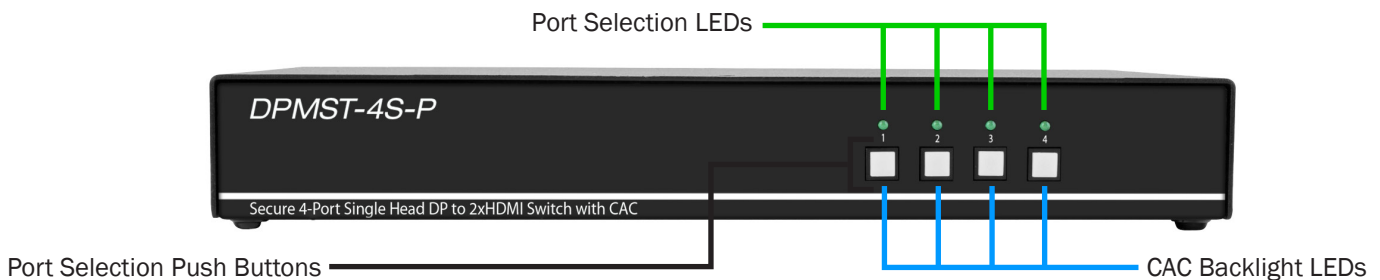 Port Selection LEDs
DPMST-4S-P
1 2 3 4
Secure 4-Port Single Head DP to 2xHDMI Switch with CAC
Port Selection Push Buttons
CAC Backlight LEDs